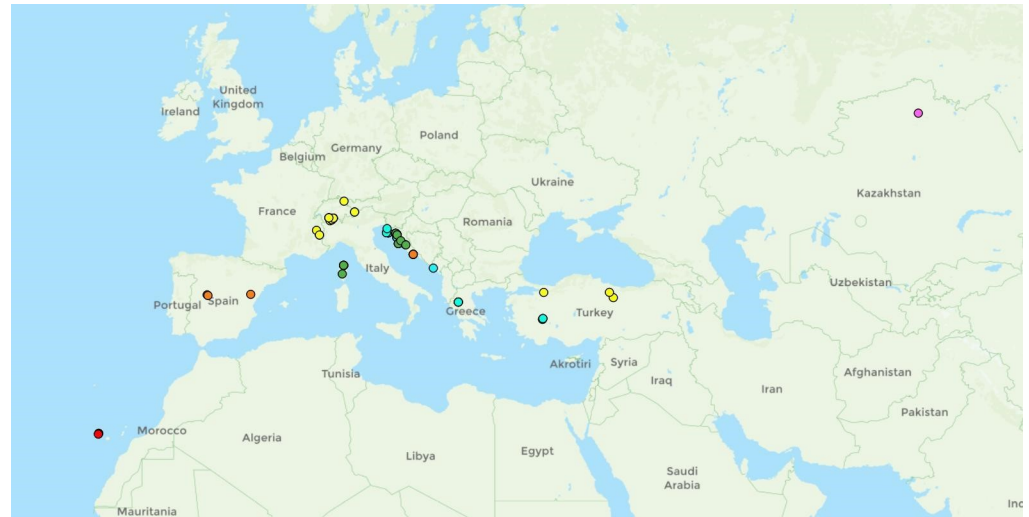 United
Kingdom
Ireland
Poland
Germany
Belgium
Ukraine
Kazakhstan
France
Romania
Italy
Uzbekistan
Portugal
Spain
Greece
Turkey
Akrotiri
Syria
Tunisia
Afghanistan
Iraq
Iran
Pakistan
Morocco
Algeria
Libya
Egypt
Saudi
Arabia
Mauritania
Inc